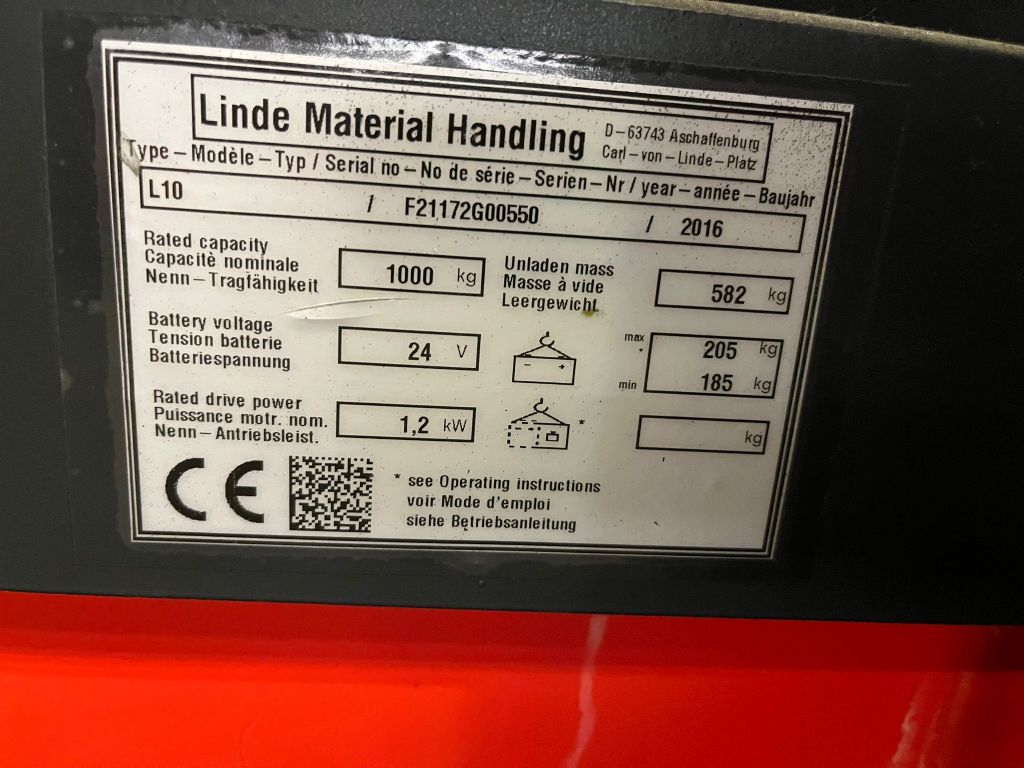 Linde Material Handling
D-63743 Aschaffenburg
Carl-von-Linde-Platz
Type-Modèle-Typ / Serial no-No de série-Serien-Nr / year-année-Baujahr
L10 / F21172G00550 / 2016
Rated capacity
Capacité nominale
Nenn-Tragfähigkeit
1000 kg
Unladen mass
Masse à vide
Leergewicht
582 kg
Battery voltage
Tension batterie
Batteriespannung
24 V
max
*
205 kg
min
185 kg
Rated drive power
Puissance motr. nom.
Nenn-Antriebsleist.
1,2 kW
*
kg
CE
* see Operating instructions
voir Mode d'emploi
siehe Betriebsanleitung